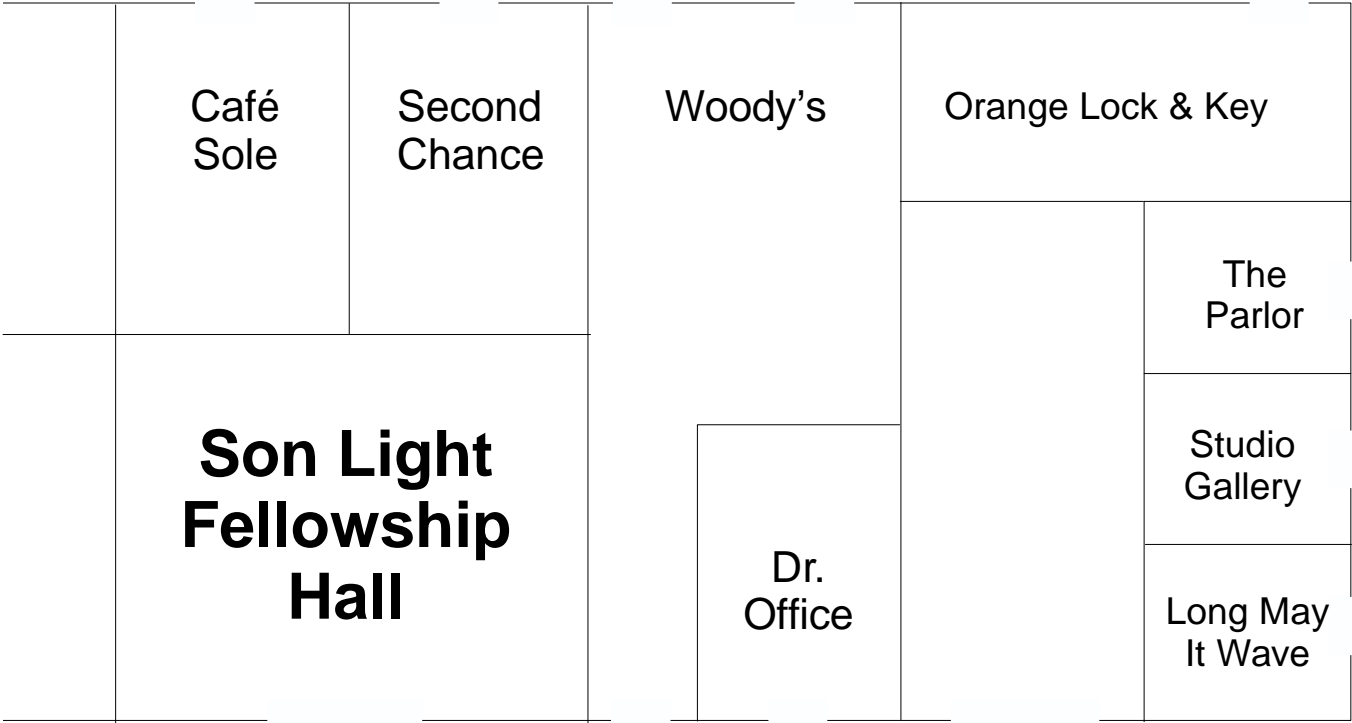 Café
Sole
Second
Chance
Woody’s
Orange Lock & Key
The
Parlor
Son Light
Fellowship
Hall
Studio
Gallery
Dr.
Office
Long May
It Wave